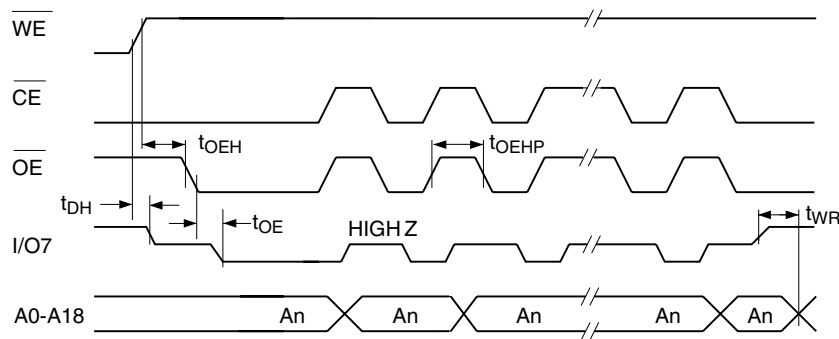 WE
CE
tOEH
tOEHP
OE
tDH
tOE
HIGH Z
tWR
I/O7
A0-A18
An
An
An
An
An